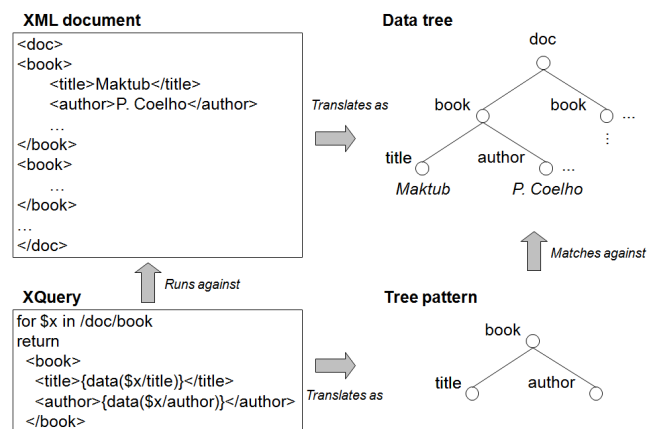 XML document
<doc>
<book>
<title>Maktub</title>
<author>P. Coelho</author>
…
</book>
<book>
…
</book>
…
</doc>
Translates as
Data tree
doc
book
book
…
⋮
title
author
…
Maktub
P. Coelho
Runs against
Matches against
XQuery
for $x in /doc/book
return
<book>
<title>{data($x/title)}</title>
<author>{data($x/author)}</author>
</book>
Translates as
Tree pattern
book
title
author